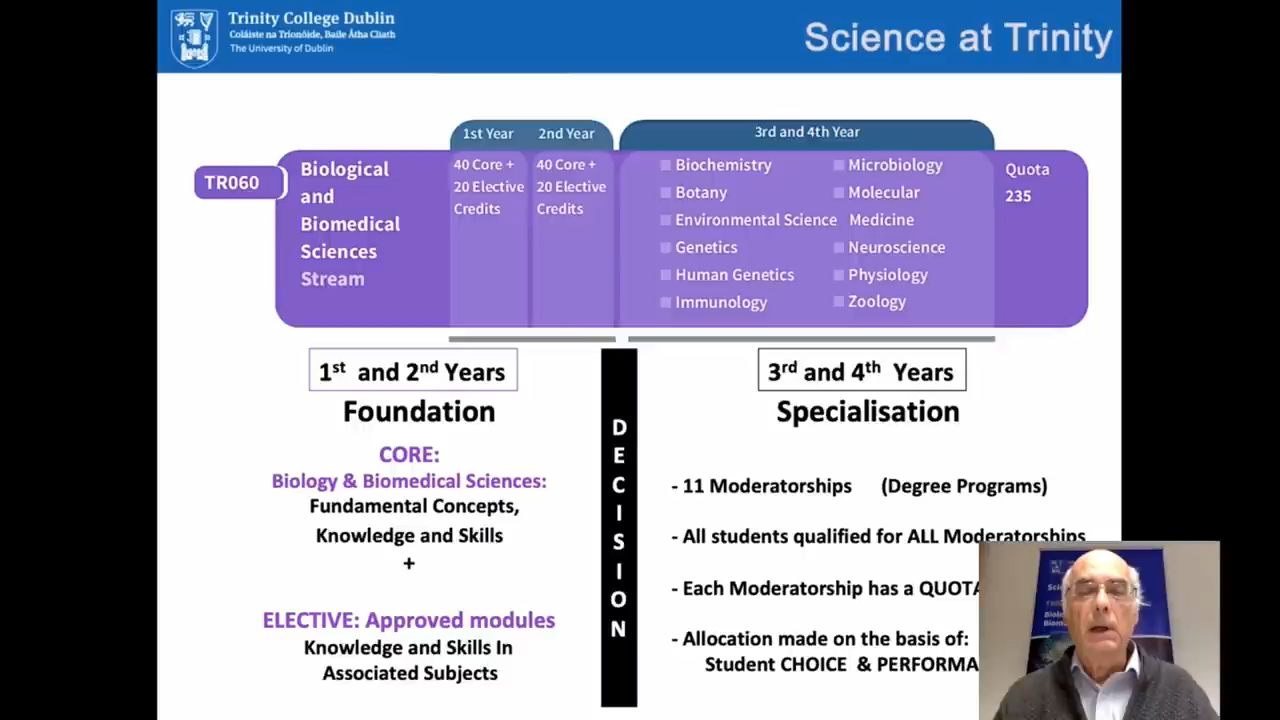 Trinity College Dublin
Coláiste na Tríonóide, Baile Átha Cliath
The University of Dublin
Science at Trinity
1st Year
2nd Year
3rd and 4th Year
TR060
Biological
and
Biomedical
Sciences
Stream
40 Core +
20 Elective
Credits
40 Core +
20 Elective
Credits
Biochemistry
Botany
Environmental Science
Genetics
Human Genetics
Immunology
Microbiology
Molecular
Medicine
Neuroscience
Physiology
Zoology
Quota
235
1st and 2nd Years
Foundation
CORE:
Biology & Biomedical Sciences:
Fundamental Concepts,
Knowledge and Skills
+
ELECTIVE: Approved modules
Knowledge and Skills In
Associated Subjects
DECISION
3rd and 4th Years
Specialisation
- 11 Moderatorships (Degree Programs)
- All students qualified for ALL Moderatorships
- Each Moderatorship has a QUOTA
- Allocation made on the basis of:
Student CHOICE & PERFORMA